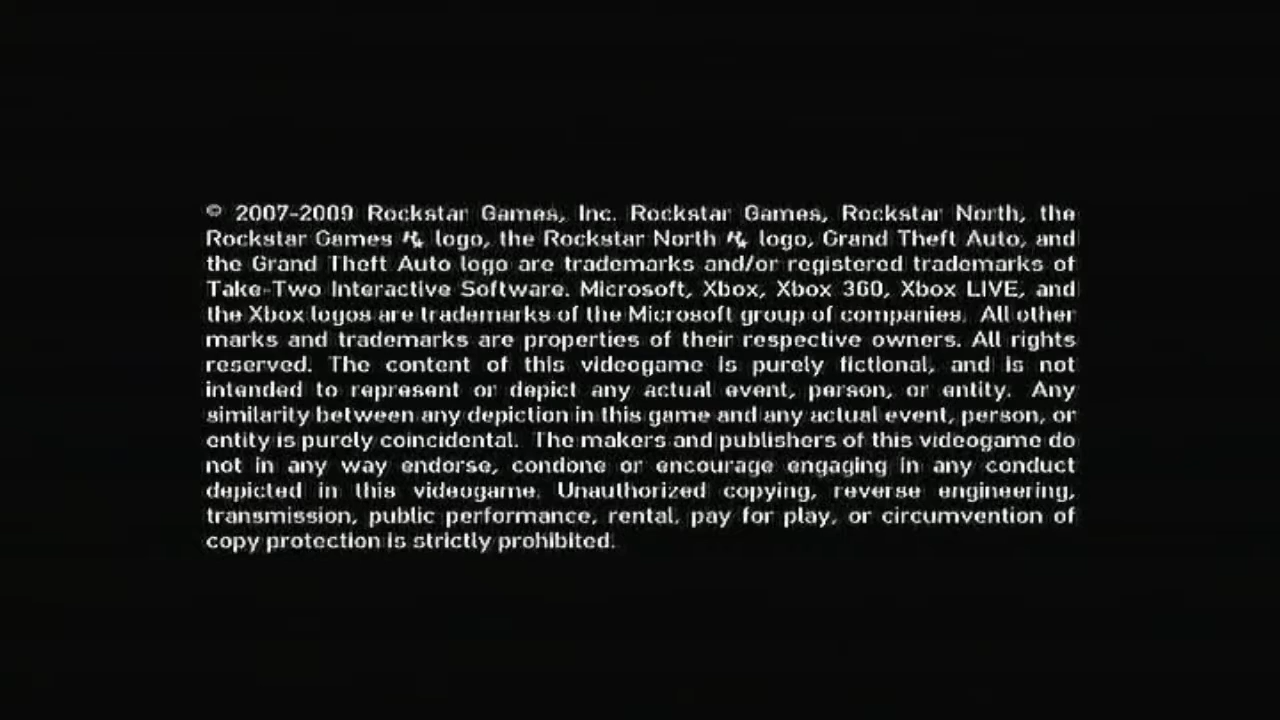 © 2007-2009 Rockstar Games, Inc. Rockstar Games, Rockstar North, the
Rockstar Games R★ logo, the Rockstar North R★ logo, Grand Theft Auto, and
the Grand Theft Auto logo are trademarks and/or registered trademarks of
Take-Two Interactive Software. Microsoft, Xbox, Xbox 360, Xbox LIVE, and
the Xbox logos are trademarks of the Microsoft group of companies. All other
marks and trademarks are properties of their respective owners. All rights
reserved. The content of this videogame is purely fictional, and is not
intended to represent or depict any actual event, person, or entity. Any
similarity between any depiction in this game and any actual event, person, or
entity is purely coincidental. The makers and publishers of this videogame do
not in any way endorse, condone or encourage engaging in any conduct
depicted in this videogame. Unauthorized copying, reverse engineering,
transmission, public performance, rental, pay for play, or circumvention of
copy protection is strictly prohibited.